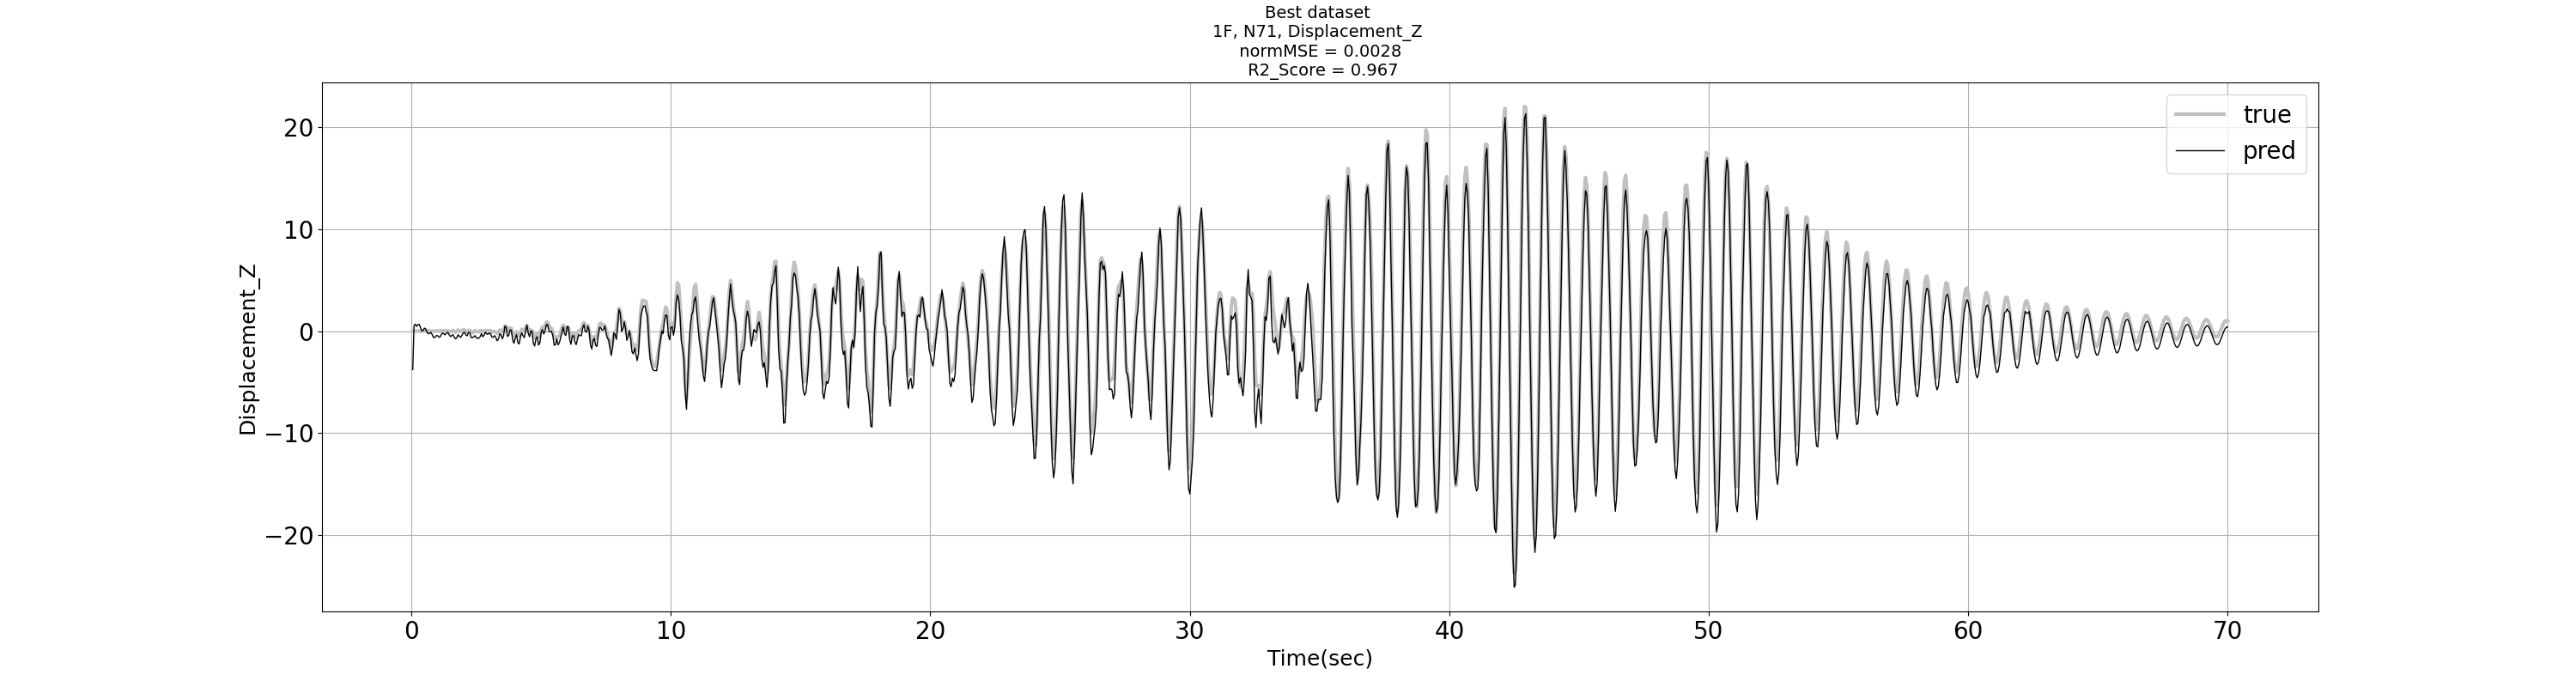 Best dataset
1F, N71, Displacement_Z
normMSE = 0.0028
R2_Score = 0.967
true
pred
20
10
0
−10
−20
Displacement_Z
0 10 20 30 40 50 60 70
Time(sec)